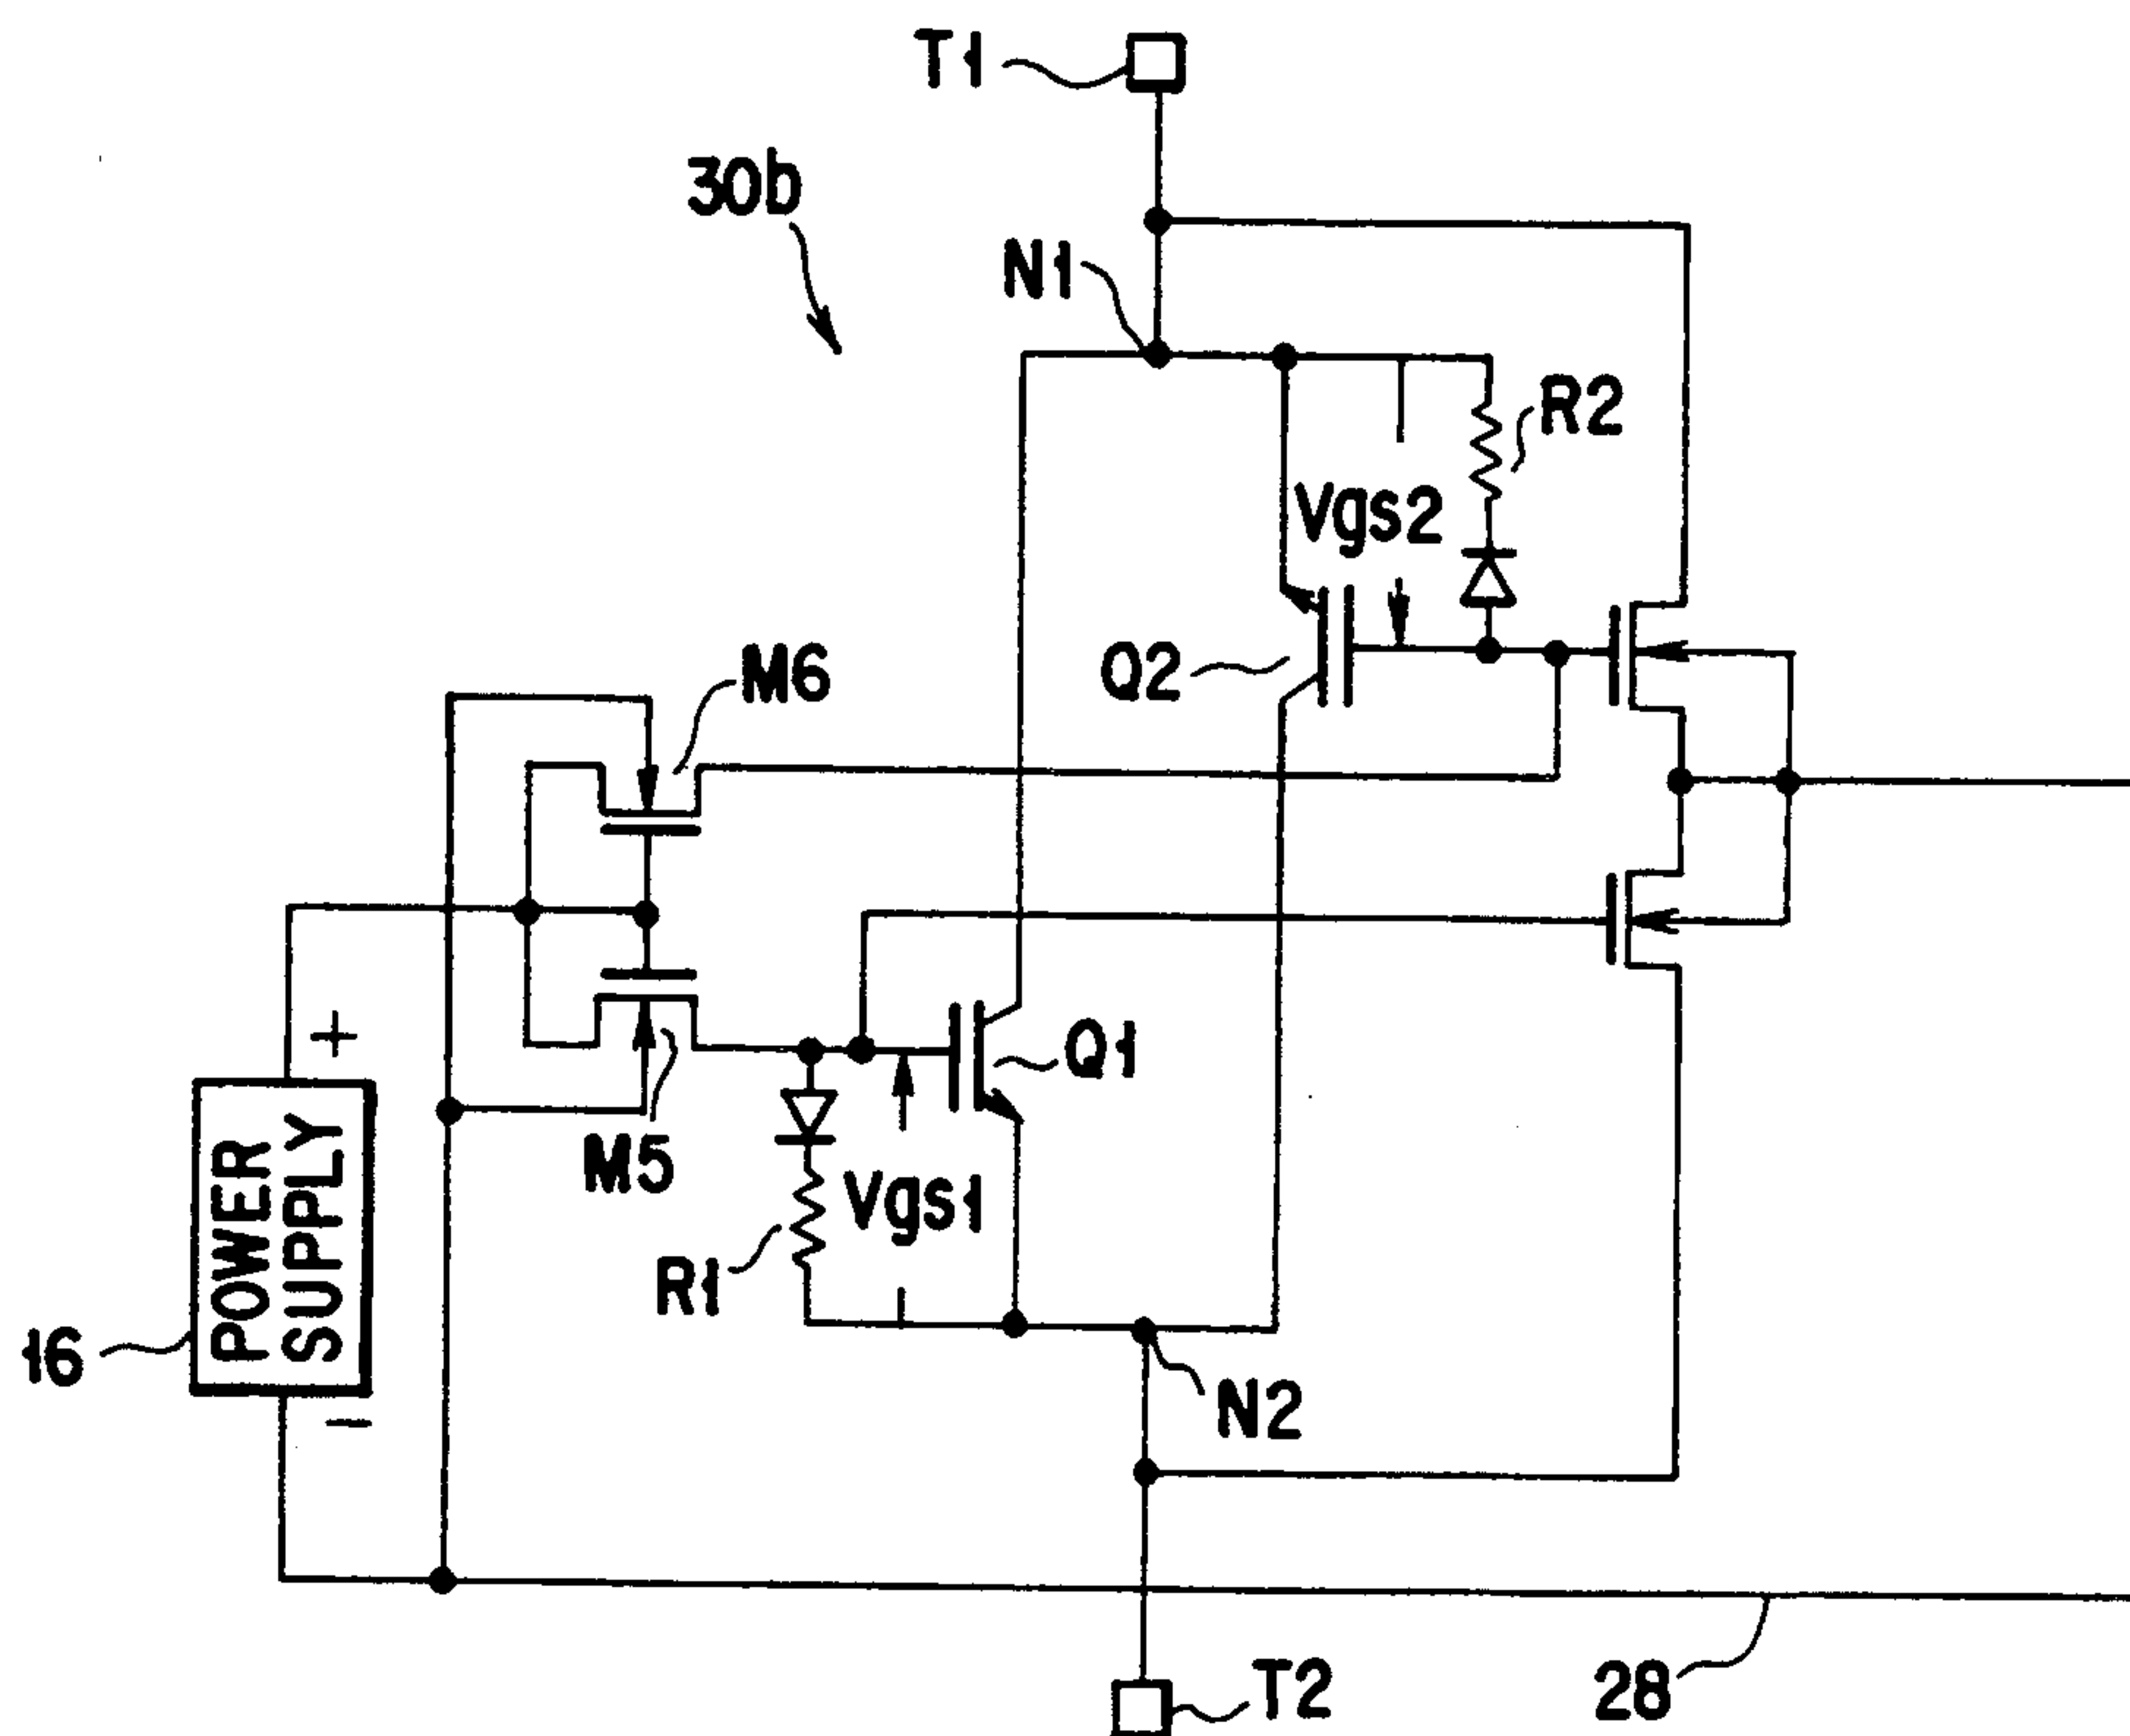 T1
30b
N1
R2
Vgs2
Q2
M6
+
Q1
M5
Vgs1
R1
POWER
SUPPLY
16
−
N2
28
T2